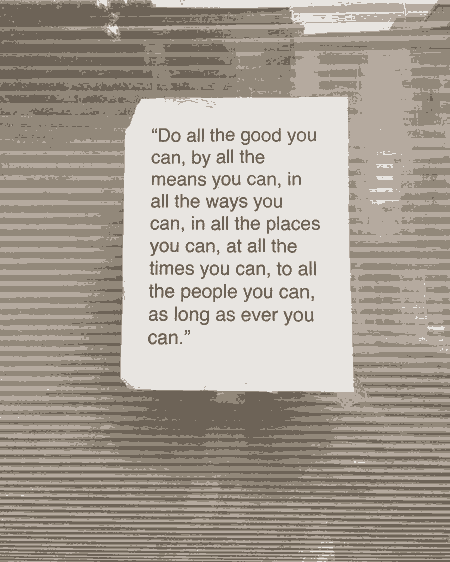 “Do all the good you
can, by all the
means you can, in
all the ways you
can, in all the places
you can, at all the
times you can, to all
the people you can,
as long as ever you
can.”